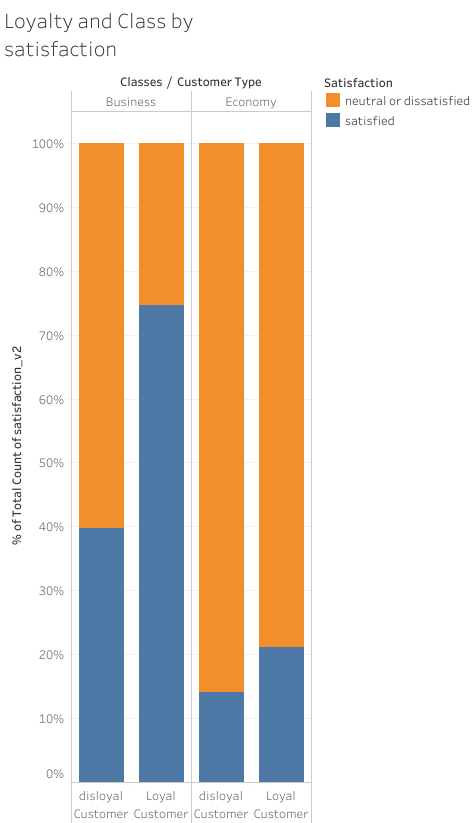 Loyalty and Class by
satisfaction
Classes / Customer Type
Business
Economy
Satisfaction
neutral or dissatisfied
satisfied
100%
90%
80%
70%
60%
50%
40%
30%
20%
10%
0%
% of Total Count of satisfaction_v2
disloyal
Customer
Loyal
Customer
disloyal
Customer
Loyal
Customer